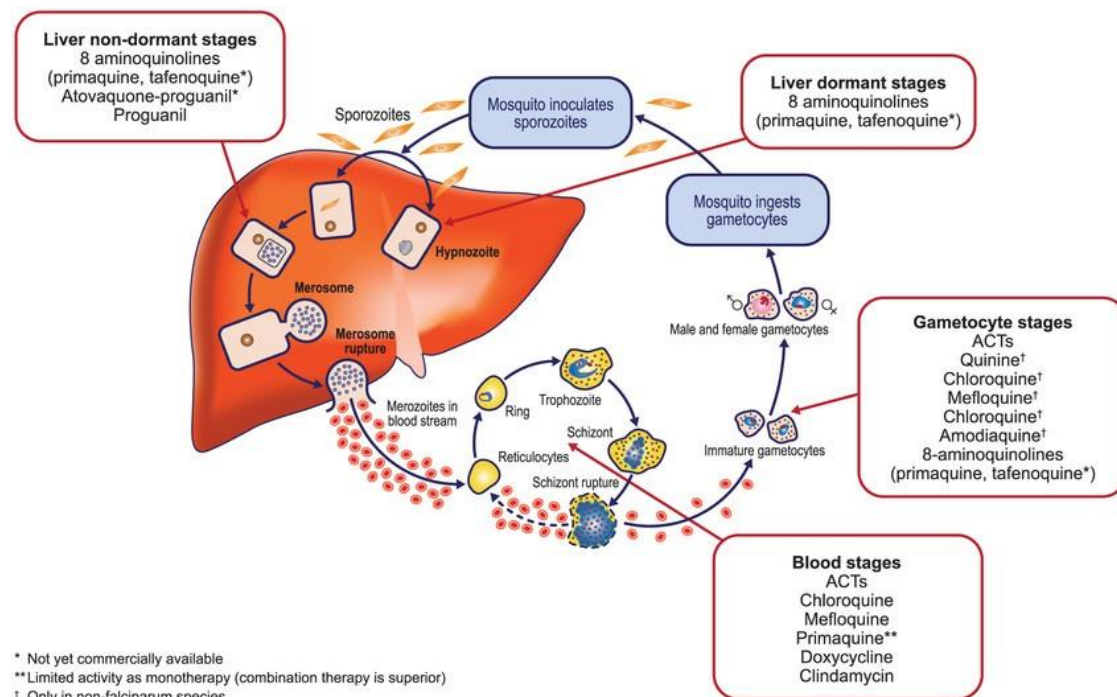 Liver non-dormant stages
8 aminoquinolines
(primaquine, tafenoquine*)
Atovaquone-proguanil*
Proguanil
Sporozoites
Mosquito inoculates
sporozoites
Liver dormant stages
8 aminoquinolines
(primaquine, tafenoquine*)
Mosquito ingests
gametocytes
Hypnozoite
Merosome
Merosome
rupture
Male and female gametocytes
Merozoites in
blood stream
Ring
Trophozoite
Schizont
Reticulocytes
Schizont rupture
Immature gametocytes
Gametocyte stages
ACTs
Quinine†
Chloroquine†
Mefloquine†
Chloroquine†
Amodiaquine†
8-aminoquinolines
(primaquine, tafenoquine*)
Blood stages
ACTs
Chloroquine
Mefloquine
Primaquine**
Doxycycline
Clindamycin
* Not yet commercially available
** Limited activity as monotherapy (combination therapy is superior)
† Only in non-falciparum species